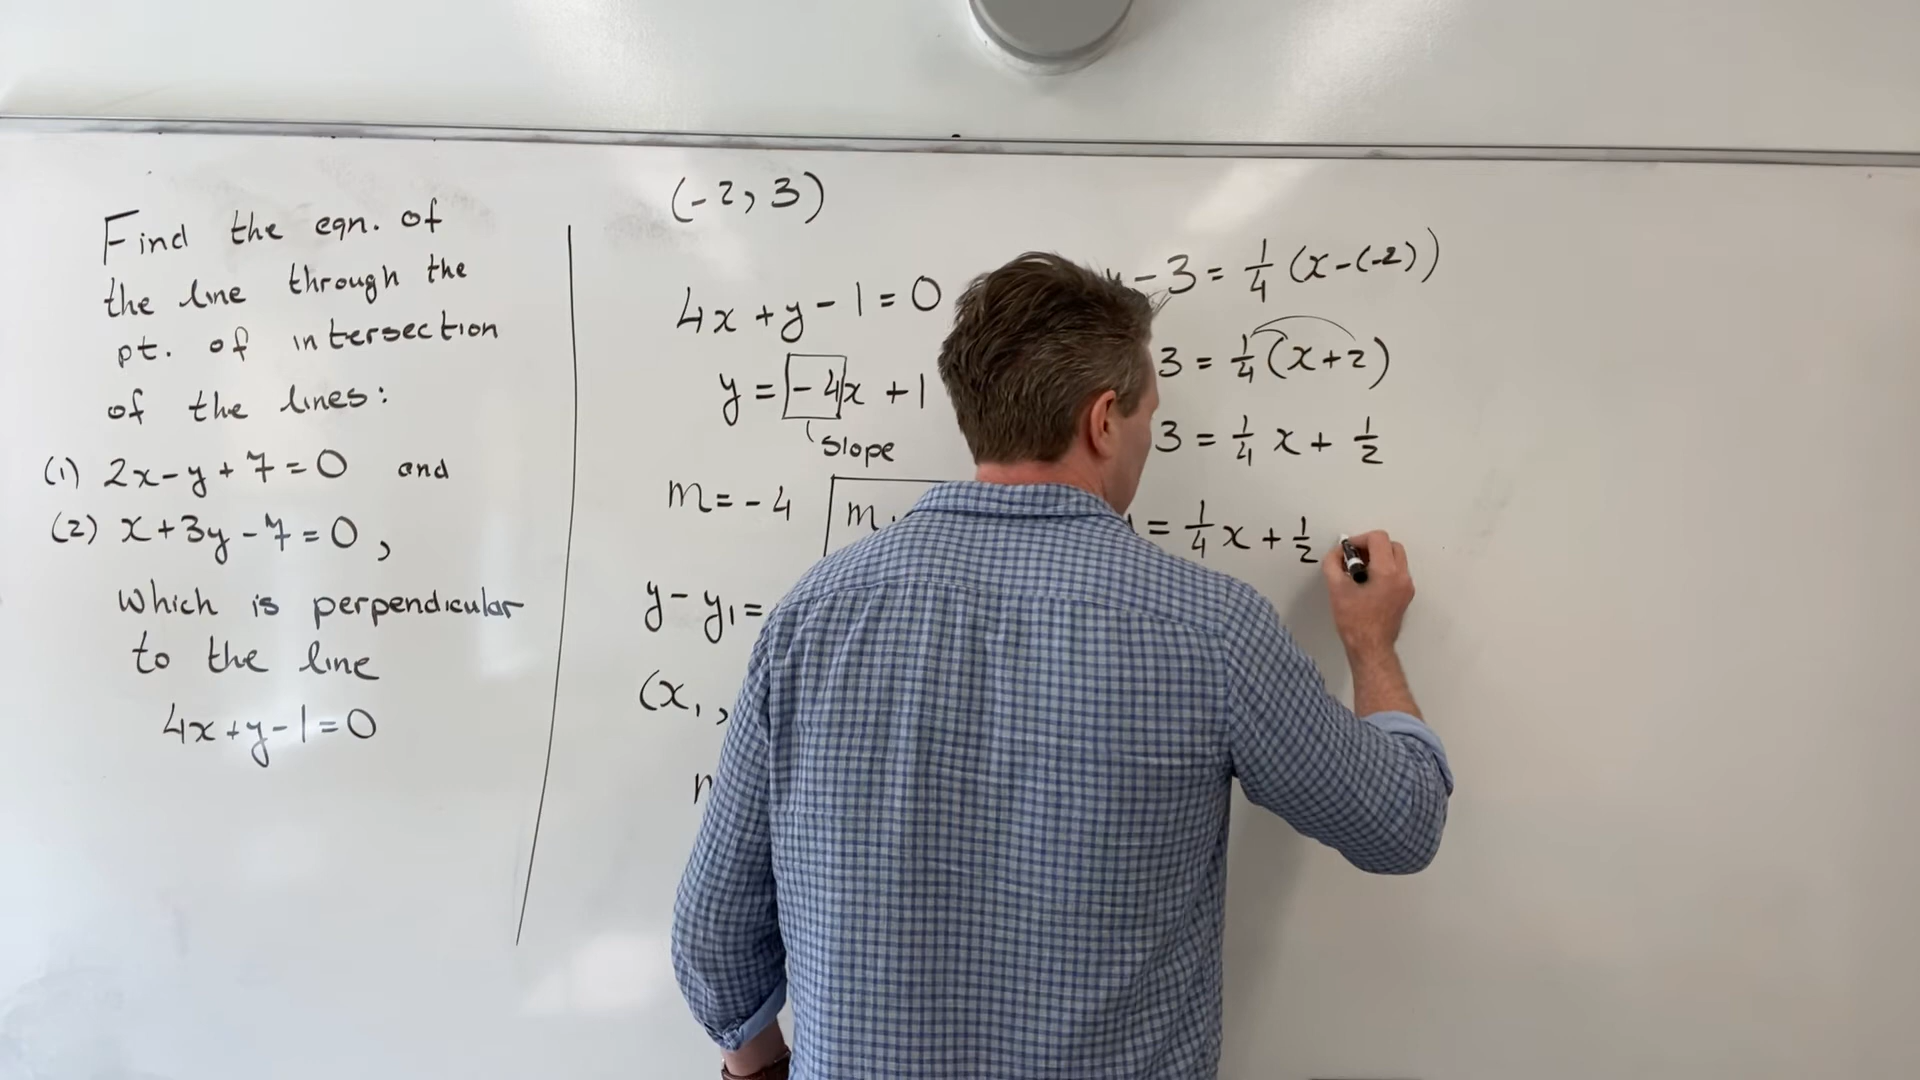 Find the eqn. of
the line through the
pt. of intersection
of the lines:
(1) 2x-y+7=0 and
(2) x+3y-7=0,
which is perpendicular
to the line
4x+y-1=0
(-2, 3)
4x+y-1=0
y = -4x +1
slope
m = -4
m
y-y₁=
(x₁,
y-3 = 1/4 (x-(-2))
3 = 1/4 (x+2)
3 = 1/4 x + 1/2
= 1/4 x + 1/2